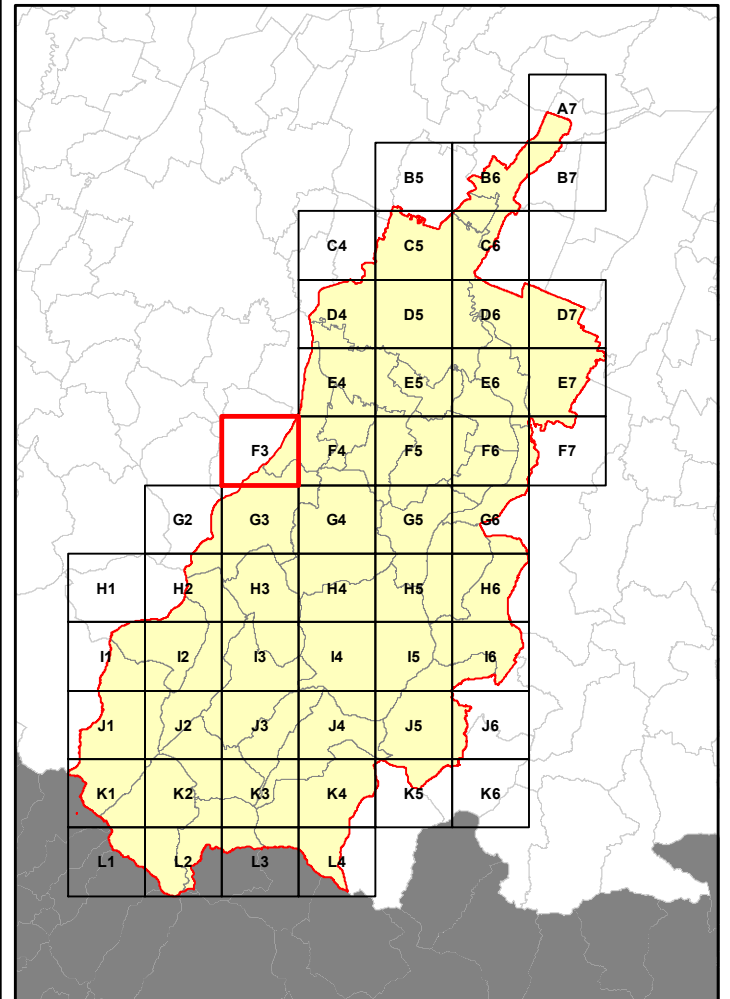 A7
B5 B6 B7
C4 C5 C6
D4 D5 D6 D7
E4 E5 E6 E7
F3 F4 F5 F6 F7
G2 G3 G4 G5 G6
H1 H2 H3 H4 H5 H6
I1 I2 I3 I4 I5 I6
J1 J2 J3 J4 J5 J6
K1 K2 K3 K4 K5 K6
L1 L2 L3 L4